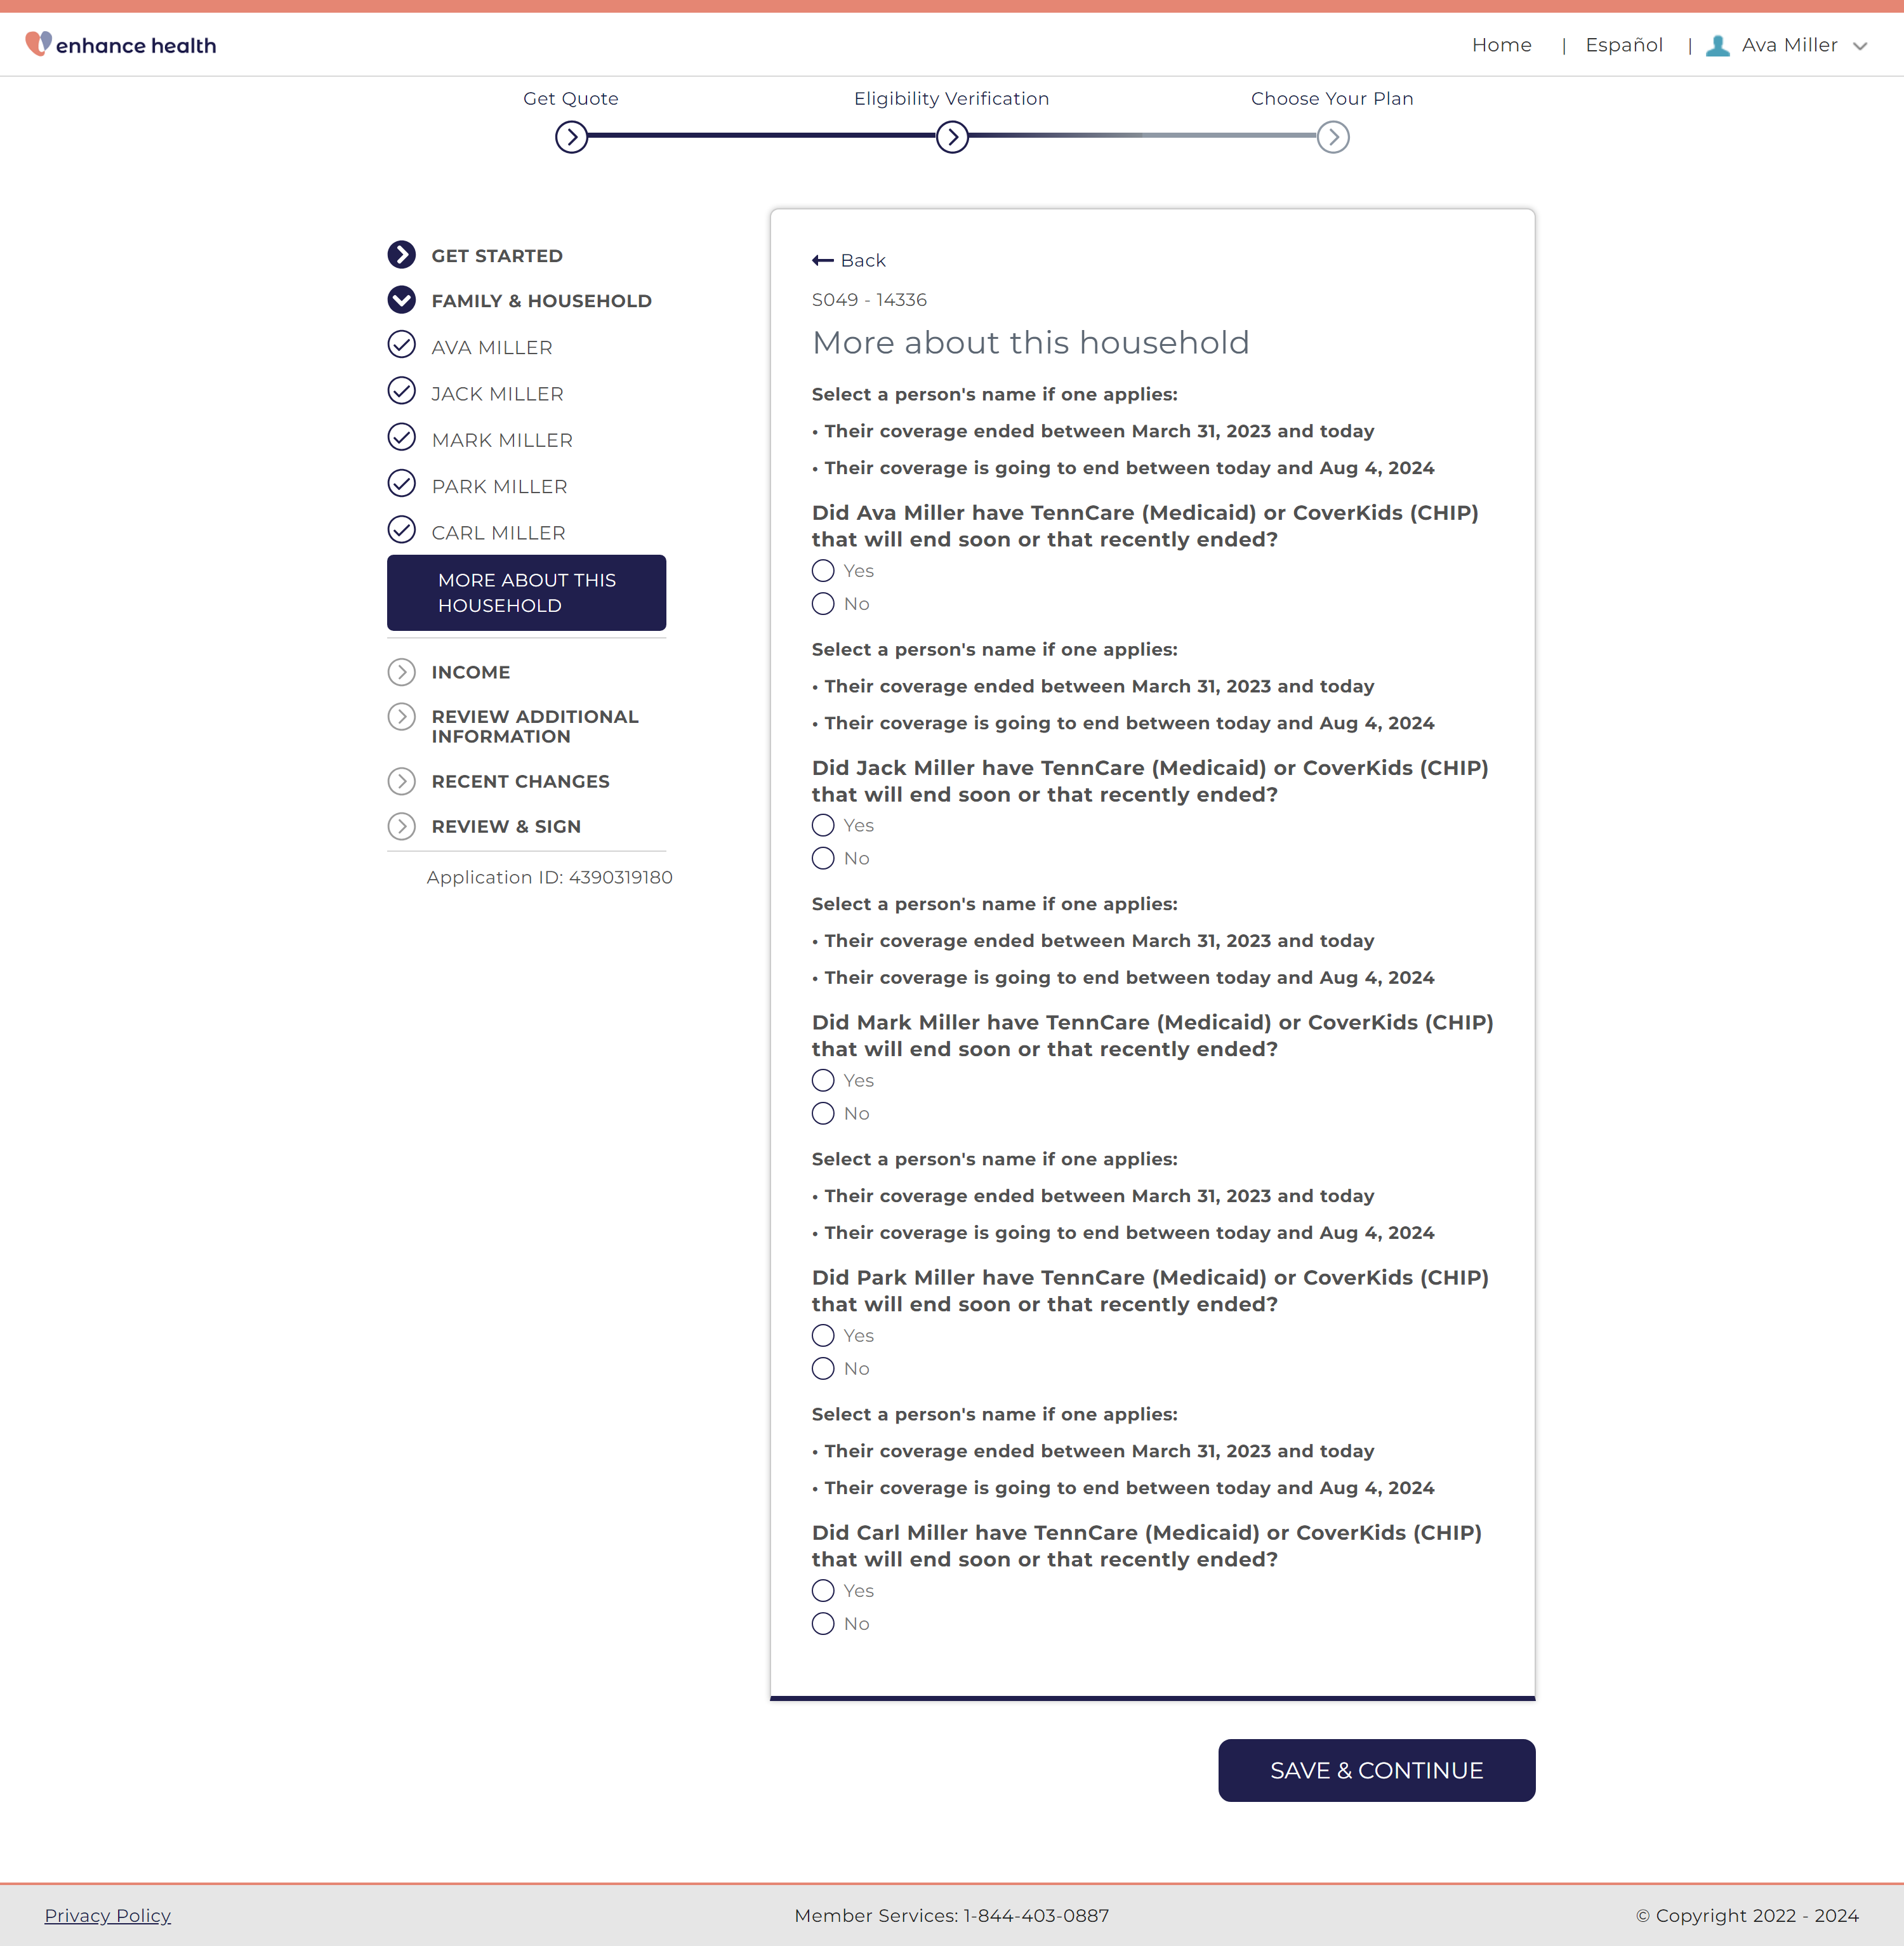 enhance health
Home | Español | Ava Miller
Get Quote
Eligibility Verification
Choose Your Plan
GET STARTED
FAMILY & HOUSEHOLD
AVA MILLER
JACK MILLER
MARK MILLER
PARK MILLER
CARL MILLER
MORE ABOUT THIS
HOUSEHOLD
INCOME
REVIEW ADDITIONAL
INFORMATION
RECENT CHANGES
REVIEW & SIGN
Application ID: 4390319180
Back
S049 - 14336
More about this household
Select a person's name if one applies:
• Their coverage ended between March 31, 2023 and today
• Their coverage is going to end between today and Aug 4, 2024
Did Ava Miller have TennCare (Medicaid) or CoverKids (CHIP)
that will end soon or that recently ended?
Yes
No
Select a person's name if one applies:
• Their coverage ended between March 31, 2023 and today
• Their coverage is going to end between today and Aug 4, 2024
Did Jack Miller have TennCare (Medicaid) or CoverKids (CHIP)
that will end soon or that recently ended?
Yes
No
Select a person's name if one applies:
• Their coverage ended between March 31, 2023 and today
• Their coverage is going to end between today and Aug 4, 2024
Did Mark Miller have TennCare (Medicaid) or CoverKids (CHIP)
that will end soon or that recently ended?
Yes
No
Select a person's name if one applies:
• Their coverage ended between March 31, 2023 and today
• Their coverage is going to end between today and Aug 4, 2024
Did Park Miller have TennCare (Medicaid) or CoverKids (CHIP)
that will end soon or that recently ended?
Yes
No
Select a person's name if one applies:
• Their coverage ended between March 31, 2023 and today
• Their coverage is going to end between today and Aug 4, 2024
Did Carl Miller have TennCare (Medicaid) or CoverKids (CHIP)
that will end soon or that recently ended?
Yes
No
SAVE & CONTINUE
Privacy Policy
Member Services: 1-844-403-0887
© Copyright 2022 - 2024